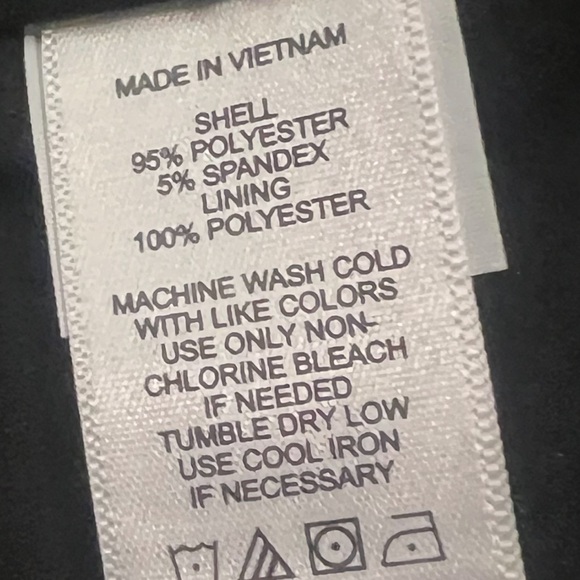 MADE IN VIETNAM
SHELL
95% POLYESTER
5% SPANDEX
LINING
100% POLYESTER
MACHINE WASH COLD
WITH LIKE COLORS
USE ONLY NON-
CHLORINE BLEACH
IF NEEDED
TUMBLE DRY LOW
USE COOL IRON
IF NECESSARY